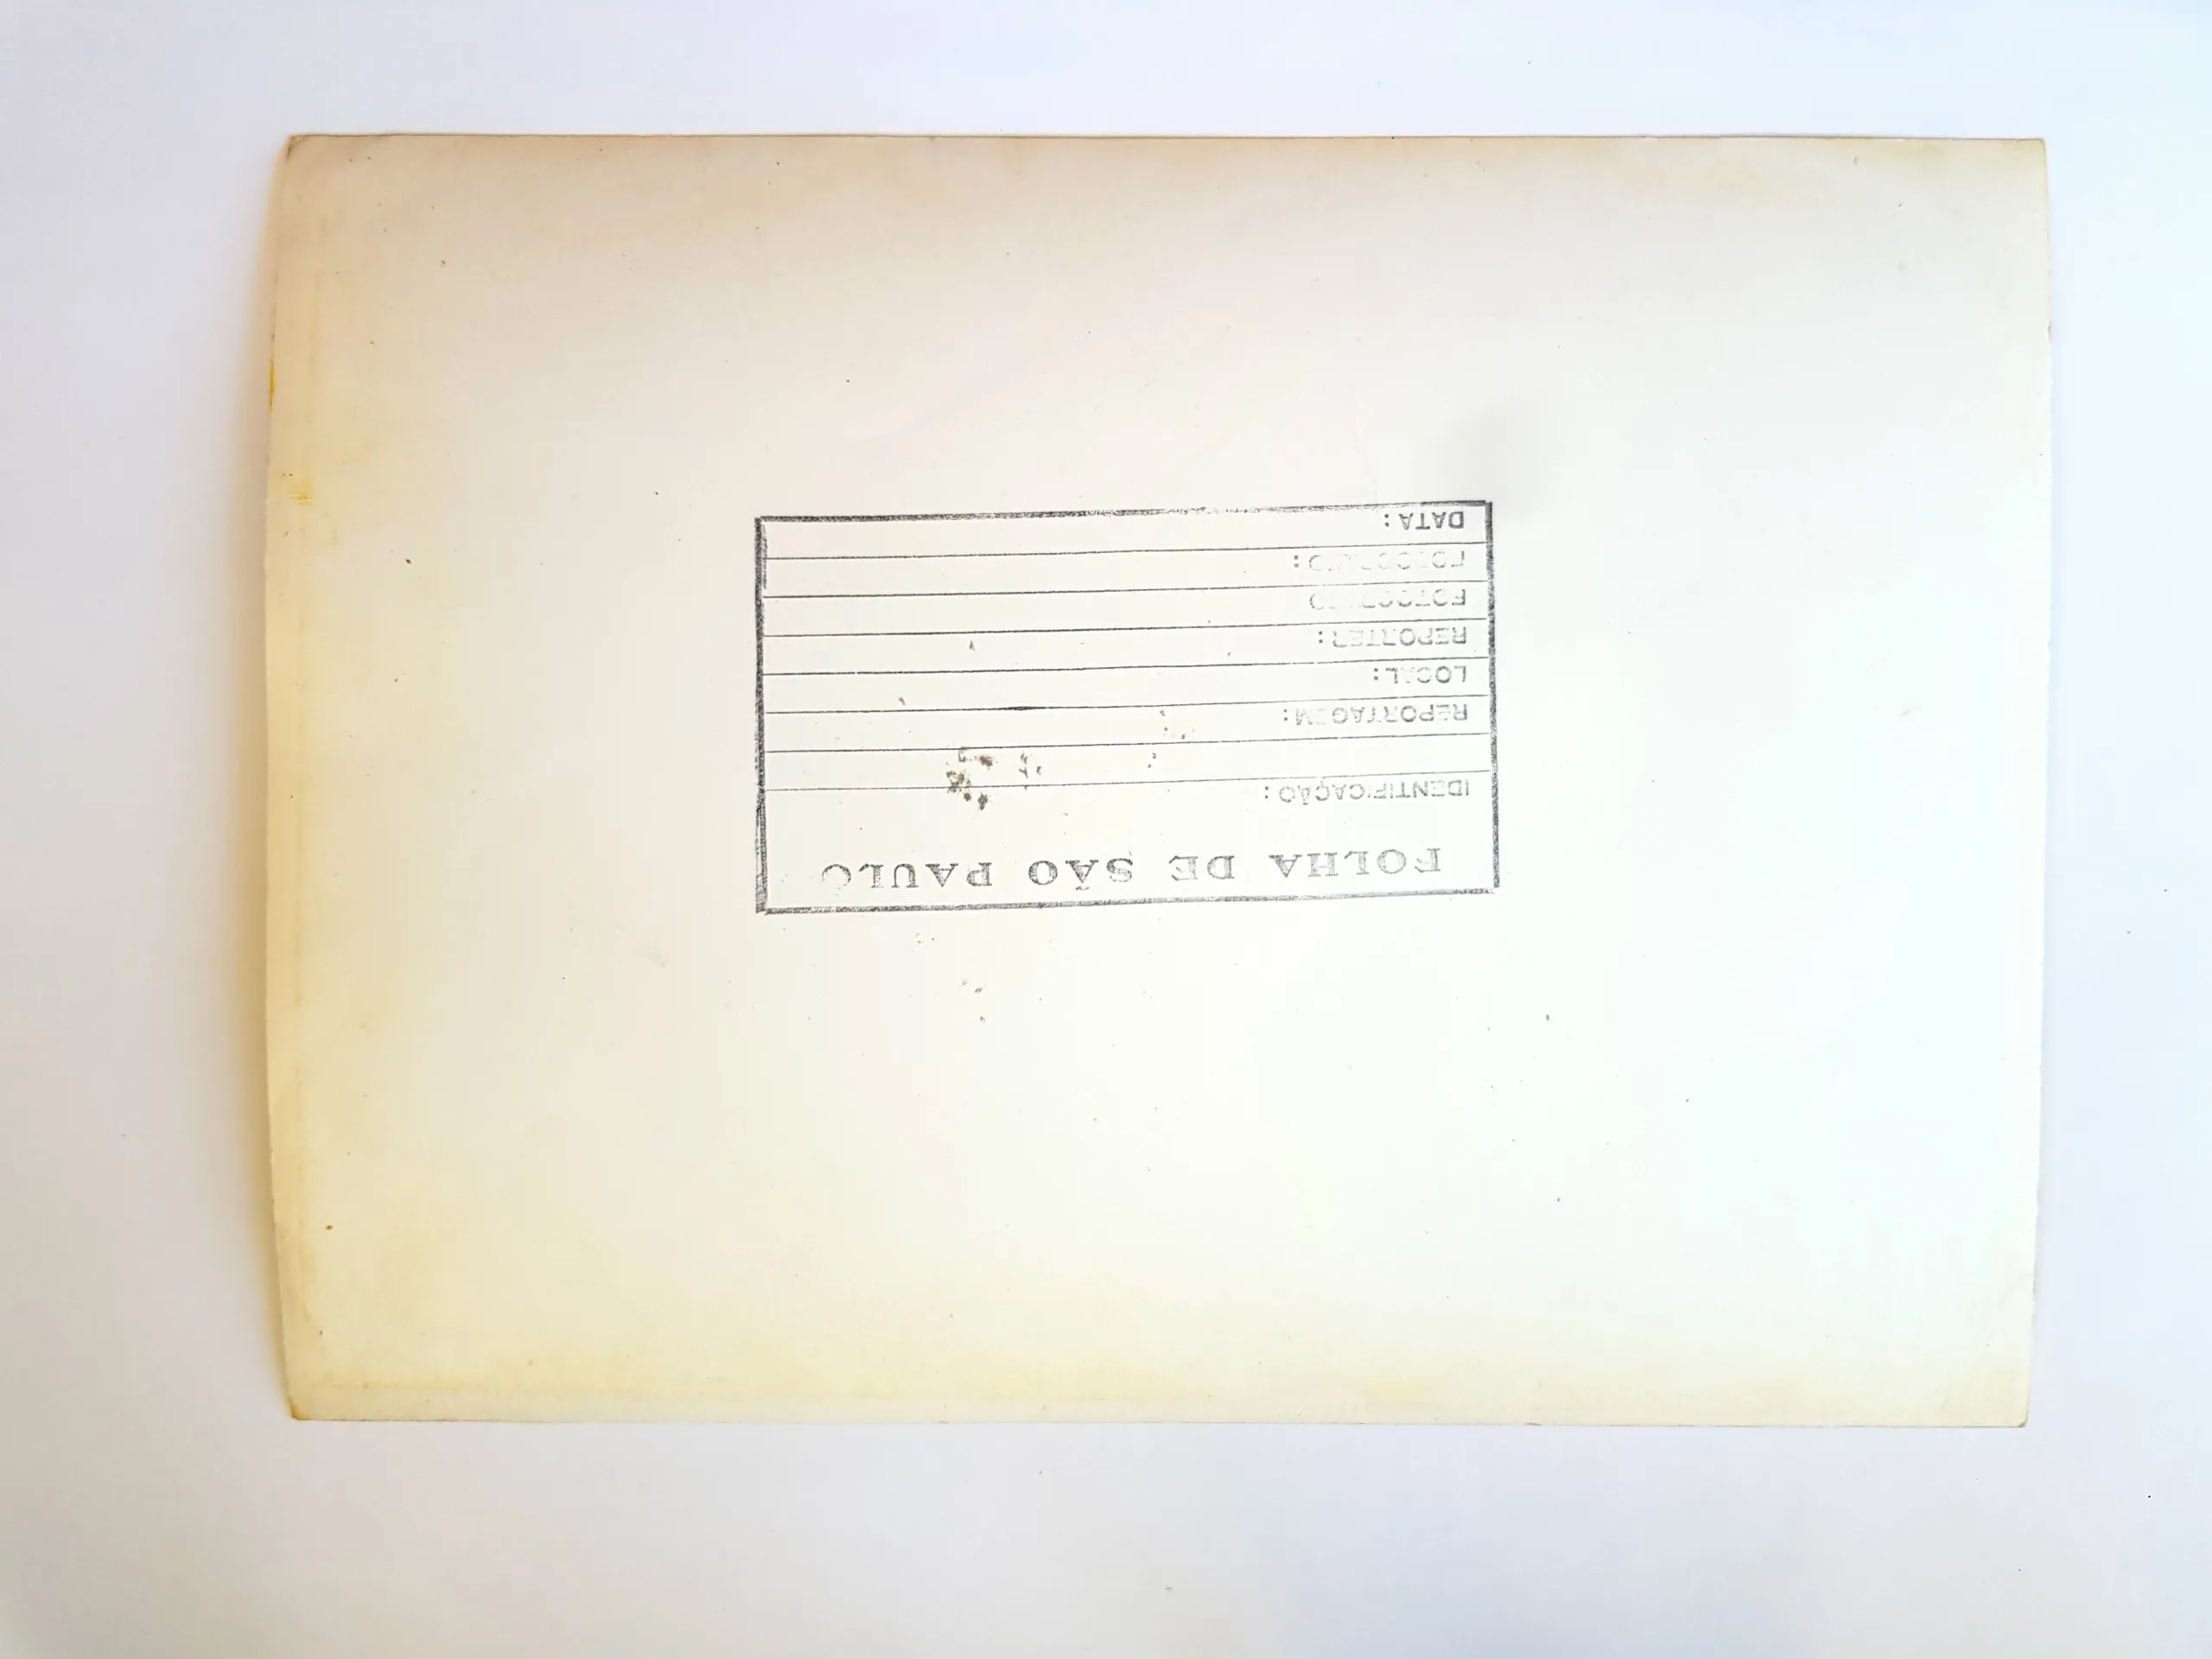 FOLHA DE SÃO PAULO
IDENTIFICAÇÃO:
REPORTAGEM:
LOCAL:
REPORTER:
DATA: